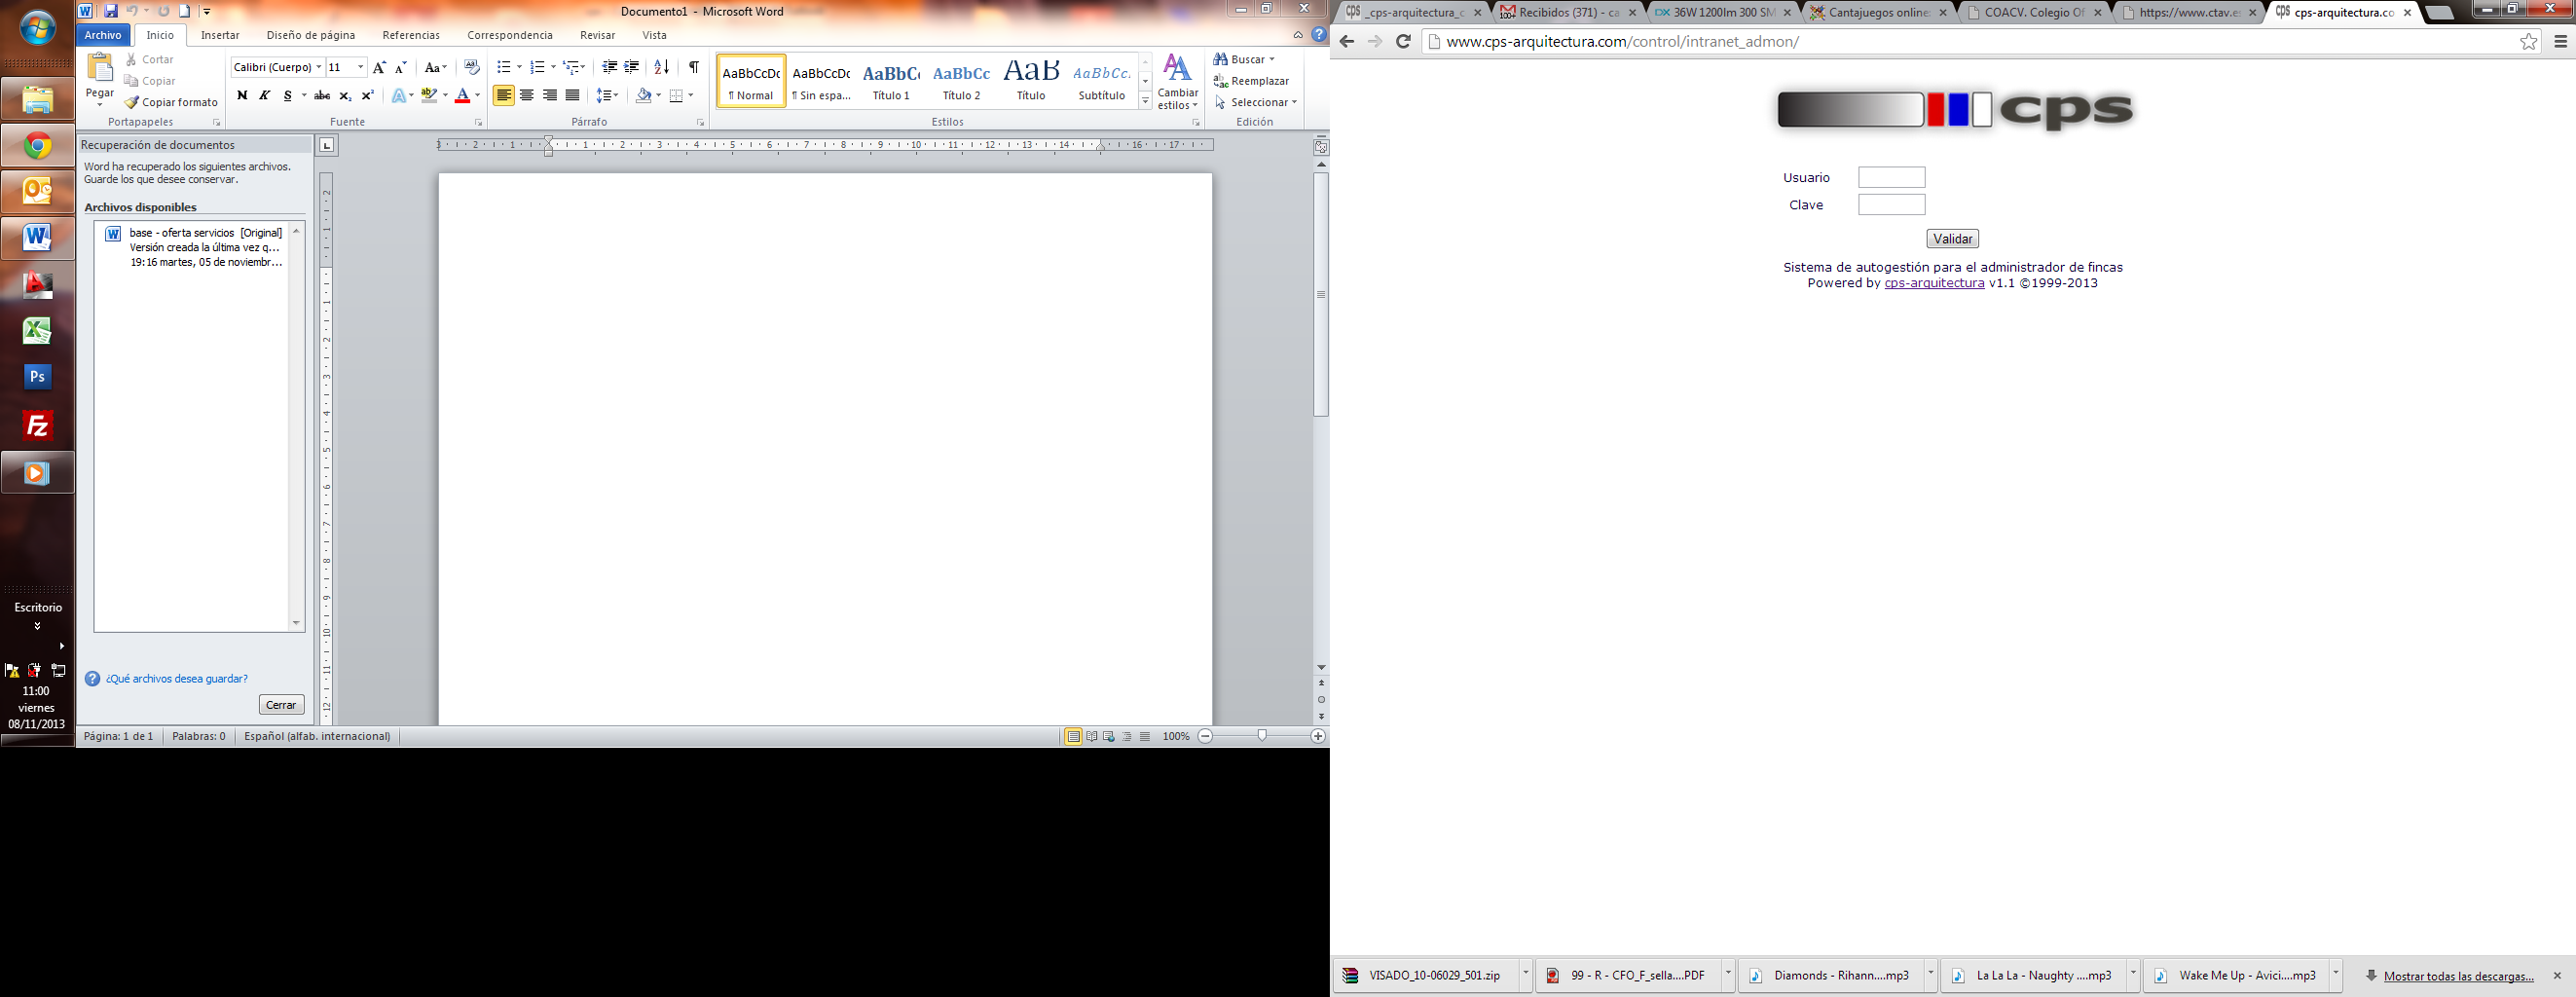 Documento1 - Microsoft Word
Archivo
Inicio
Insertar
Diseño de página
Referencias
Correspondencia
Revisar
Vista
Pegar
Cortar
Copiar
Copiar formato
Portapapeles
Calibri (Cuerpo)
11
Fuente
Párrafo
AaBbCcDc
¶ Normal
AaBbCcDc
¶ Sin espa...
AaBbC
Título 1
AaBbCc
Título 2
AaB
Título
AaBbCc.
Subtítulo
Cambiar
estilos
Estilos
Buscar
Reemplazar
Seleccionar
Edición
Recuperación de documentos
Word ha recuperado los siguientes archivos.
Guarde los que desee conservar.
Archivos disponibles
base - oferta servicios [Original]
Versión creada la última vez q...
19:16 martes, 05 de noviembr...
¿Qué archivos desea guardar?
Cerrar
Página: 1 de 1
Palabras: 0
Español (alfab. internacional)
100%
Ps
Fz
Escritorio
11:00
viernes
08/11/2013
_cps-arquitectura_c
Recibidos (371) - ca
36W 1200lm 300 SM
Cantajuegos online:
COACV. Colegio Of
https://www.ctav.es
cps-arquitectura.co
www.cps-arquitectura.com/control/intranet_admon/
cps
Usuario
Clave
Validar
Sistema de autogestión para el administrador de fincas
Powered by cps-arquitectura v1.1 ©1999-2013
VISADO_10-06029_501.zip
99 - R - CFO_F_sella....PDF
Diamonds - Rihann....mp3
La La La - Naughty ....mp3
Wake Me Up - Avici....mp3
Mostrar todas las descargas...